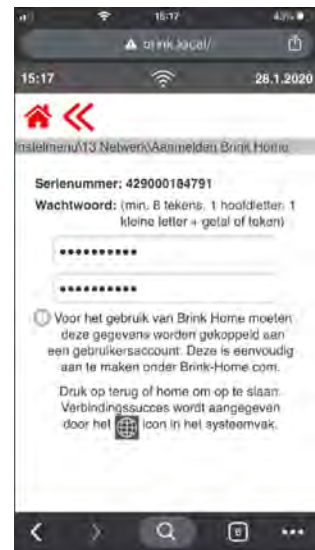 15:17
brink.local/
15:17
28.1.2020
Instelmenu\13 Netwerk\Aanmelden Brink Home
Serienummer: 429000184791
Wachtwoord: (min. 8 tekens, 1 hoofdletter, 1
kleine letter + getal of teken)
••••••••••
••••••••••
Voor het gebruik van Brink Home moeten
deze gegevens worden gekoppeld aan
een gebruikersaccount. Deze is eenvoudig
aan te maken onder Brink-Home com.
Druk op terug of home om op te slaan.
Verbindingssucces wordt aangegeven
door het icon in het systeemvak.